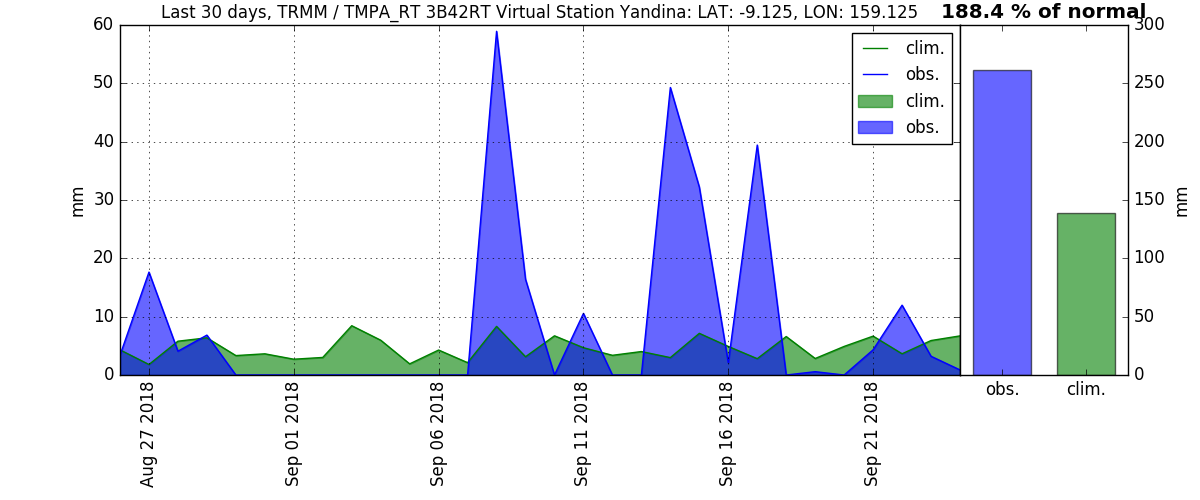 Last 30 days, TRMM / TMPA_RT 3B42RT Virtual Station Yandina: LAT: -9.125, LON: 159.125
188.4 % of normal
60
50
40
30
20
10
0
mm
clim.
obs.
clim.
obs.
300
250
200
150
100
50
0
mm
obs.
clim.
Aug 27 2018
Sep 01 2018
Sep 06 2018
Sep 11 2018
Sep 16 2018
Sep 21 2018